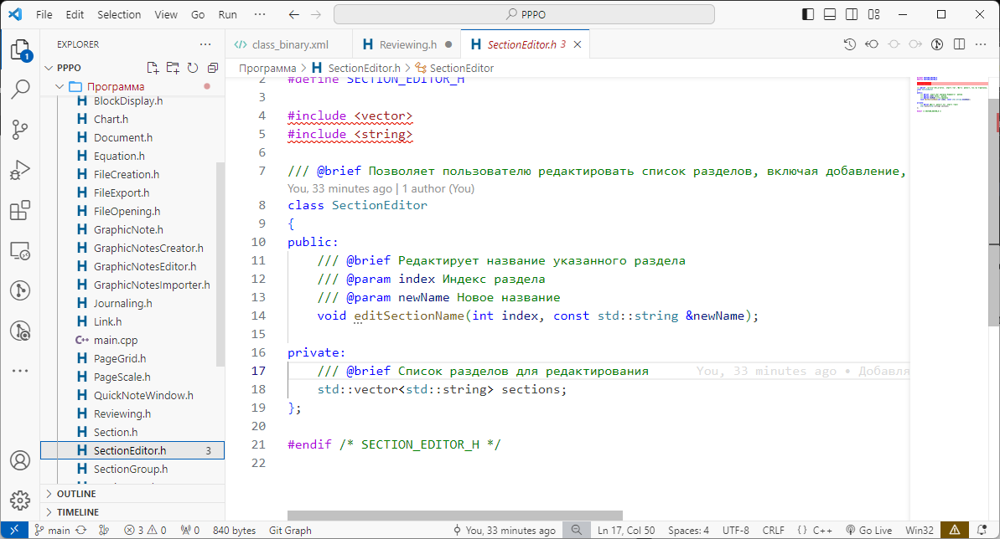 File Edit Selection View Go Run ··· PPPO
EXPLORER ···
PPPO
Программа
BlockDisplay.h
Chart.h
Document.h
Equation.h
FileCreation.h
FileExport.h
FileOpening.h
GraphicNote.h
GraphicNotesCreator.h
GraphicNotesEditor.h
GraphicNotesImporter.h
Journaling.h
Link.h
main.cpp
PageGrid.h
PageScale.h
QuickNoteWindow.h
Reviewing.h
Section.h
SectionEditor.h 3
SectionGroup.h
OUTLINE
TIMELINE
1
class_binary.xml Reviewing.h SectionEditor.h 3
Программа > SectionEditor.h > SectionEditor
2 #define SECTION_EDITOR_H
3
4 #include <vector>
5 #include <string>
6
7 /// @brief Позволяет пользователю редактировать список разделов, включая добавление,
You, 33 minutes ago | 1 author (You)
8 class SectionEditor
9 {
10 public:
11 /// @brief Редактирует название указанного раздела
12 /// @param index Индекс раздела
13 /// @param newName Новое название
14 void editSectionName(int index, const std::string &newName);
15
16 private:
17 /// @brief Список разделов для редактирования You, 33 minutes ago • Добавля
18 std::vector<std::string> sections;
19 };
20
21 #endif /* SECTION_EDITOR_H */
22
main 3 0 0 840 bytes Git Graph You, 33 minutes ago Ln 17, Col 50 Spaces: 4 UTF-8 CRLF {} C++ Go Live Win32